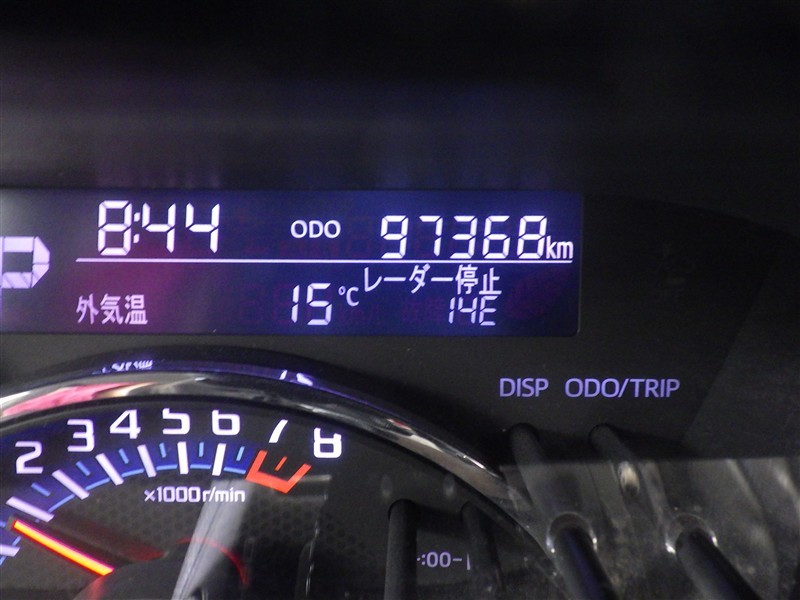 8:44 ODO 97368km
P
レーダー停止
外気温 15℃ 14E
DISP ODO/TRIP
2 3 4 5 6 7 8
×1000r/min
:00-